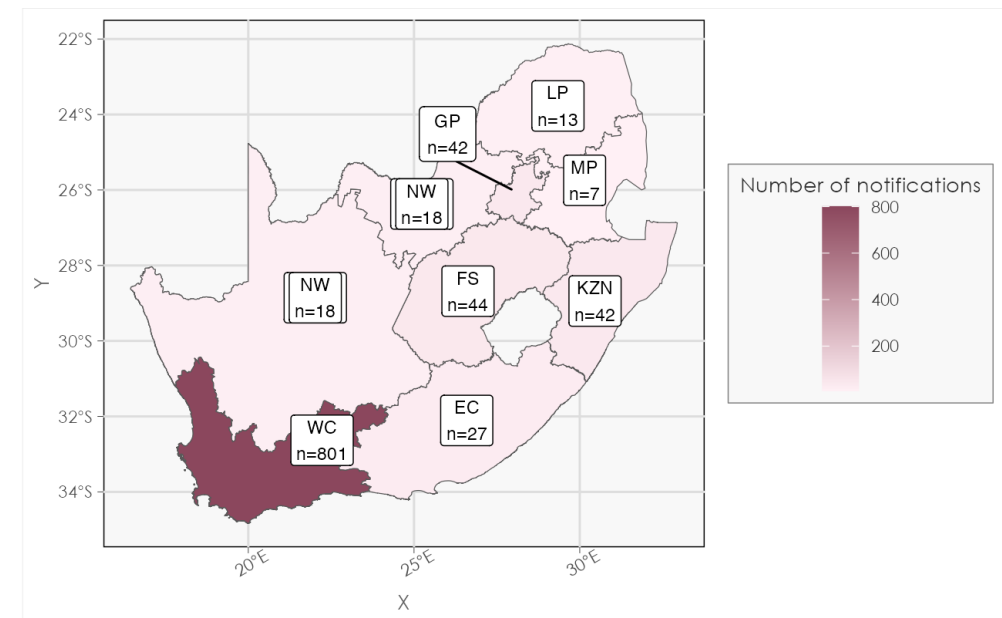 22°S
24°S
26°S
28°S
30°S
32°S
34°S
Y
LP
n=13
GP
n=42
MP
n=7
NW
n=18
NW
n=18
FS
n=44
KZN
n=42
EC
n=27
WC
n=801
20°E
25°E
30°E
X
Number of notifications
800
600
400
200